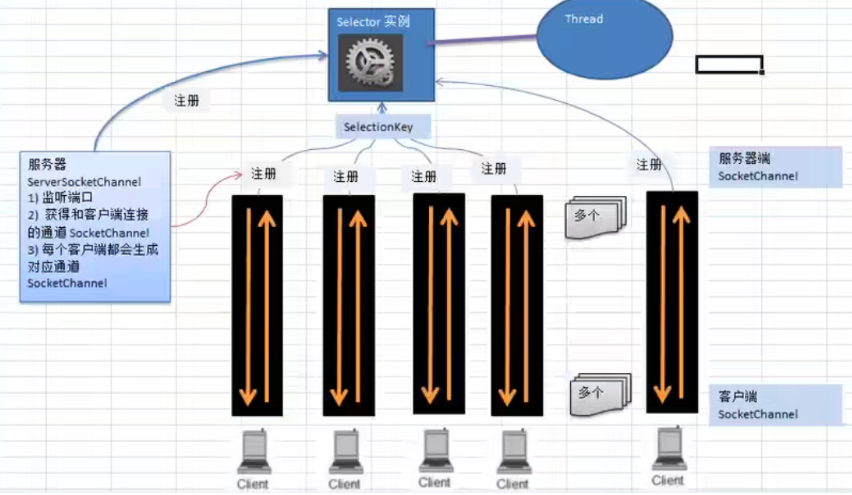 Selector 实例
Thread
注册
SelectionKey
服务器
ServerSocketChannel
1) 监听端口
2) 获得和客户端连接
的通道 SocketChannel
3) 每个客户端都会生成
对应通道
SocketChannel
注册
注册
注册
注册
注册
服务器端
SocketChannel
多个
多个
客户端
SocketChannel
Client
Client
Client
Client
Client